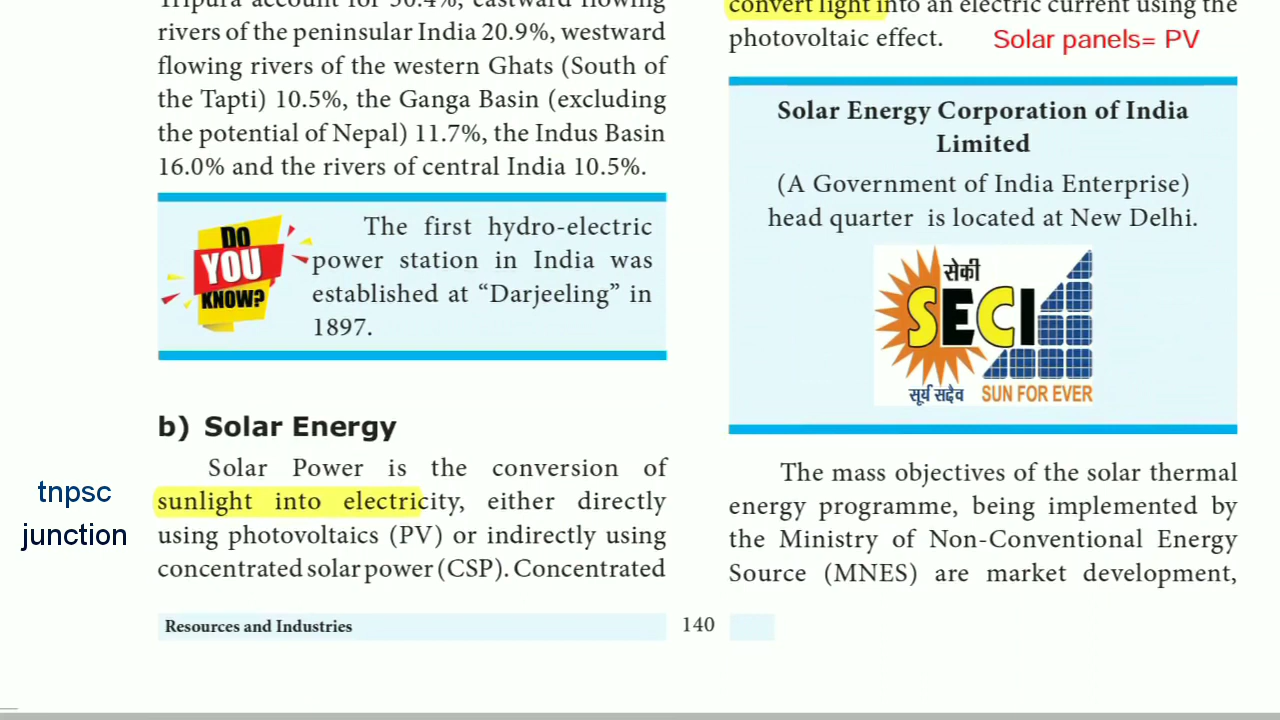 Tripura account for 30.4%, eastward flowing
rivers of the peninsular India 20.9%, westward
flowing rivers of the western Ghats (South of
the Tapti) 10.5%, the Ganga Basin (excluding
the potential of Nepal) 11.7%, the Indus Basin
16.0% and the rivers of central India 10.5%.
DO
YOU
KNOW?
The first hydro-electric
power station in India was
established at “Darjeeling” in
1897.
b) Solar Energy
Solar Power is the conversion of
sunlight into electricity, either directly
using photovoltaics (PV) or indirectly using
concentrated solar power (CSP). Concentrated
tnpsc
junction
convert light into an electric current using the
photovoltaic effect.
Solar panels= PV
Solar Energy Corporation of India
Limited
(A Government of India Enterprise)
head quarter is located at New Delhi.
सेकी
SECI
सूर्य सदैव SUN FOR EVER
The mass objectives of the solar thermal
energy programme, being implemented by
the Ministry of Non-Conventional Energy
Source (MNES) are market development,
Resources and Industries
140